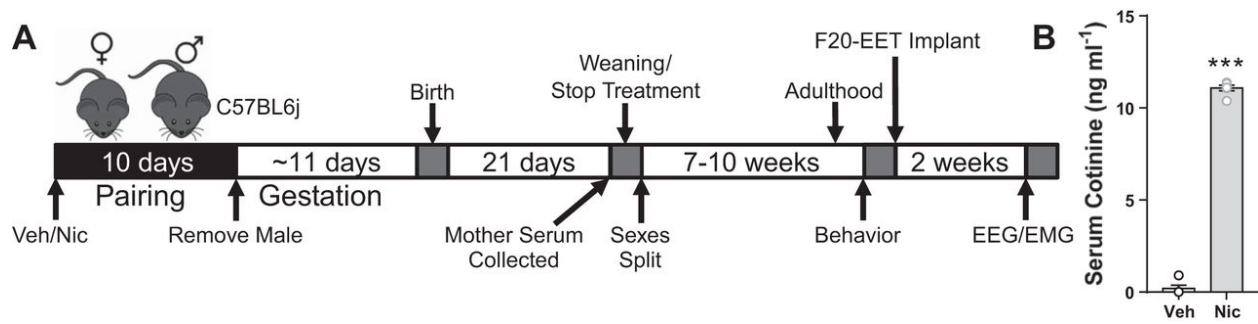 A
♀
♂
C57BL6j
Birth
Weaning/
Stop Treatment
Adulthood
F20-EET Implant
10 days
~11 days
21 days
7-10 weeks
2 weeks
Pairing
Gestation
Veh/Nic
Remove Male
Mother Serum
Collected
Sexes
Split
Behavior
EEG/EMG
B
Serum Cotinine (ng ml⁻¹)
15
10
5
0
***
Veh
Nic